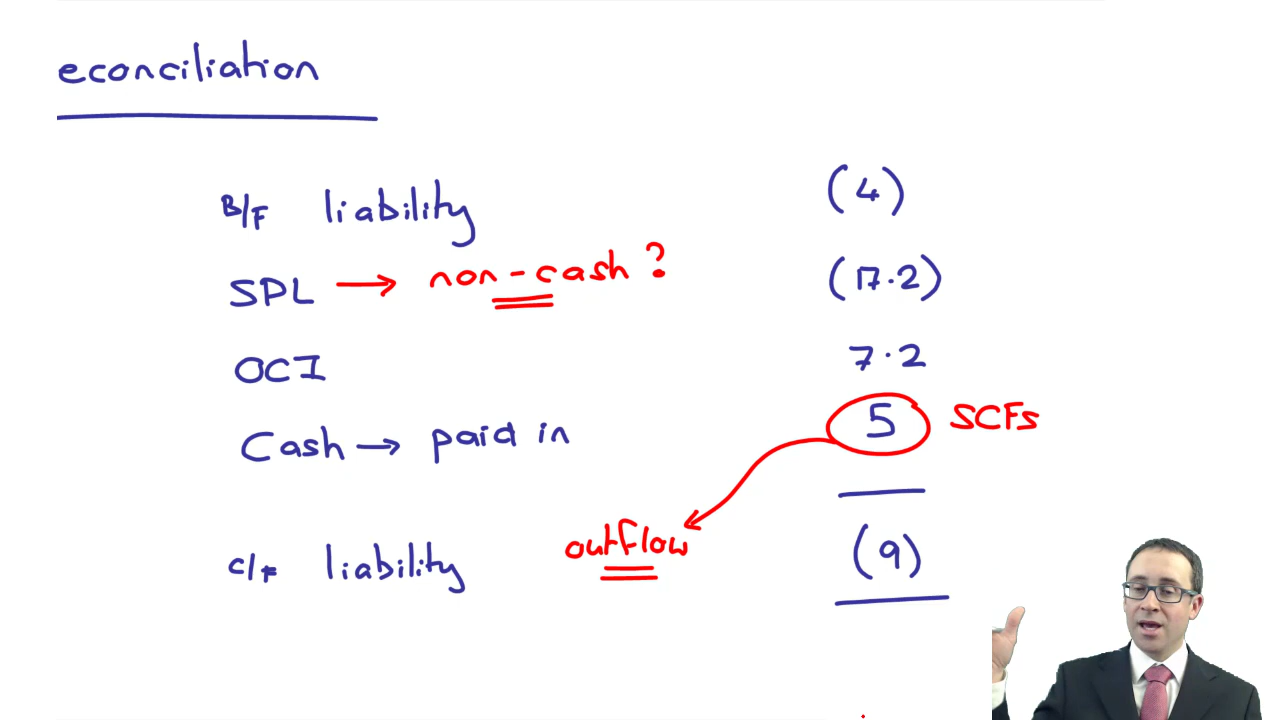 econciliation
B/F liability (4)
SPL → non-cash? (17.2)
OCI 7.2
Cash → paid in 5 SCFs
outflow
C/F liability (9)